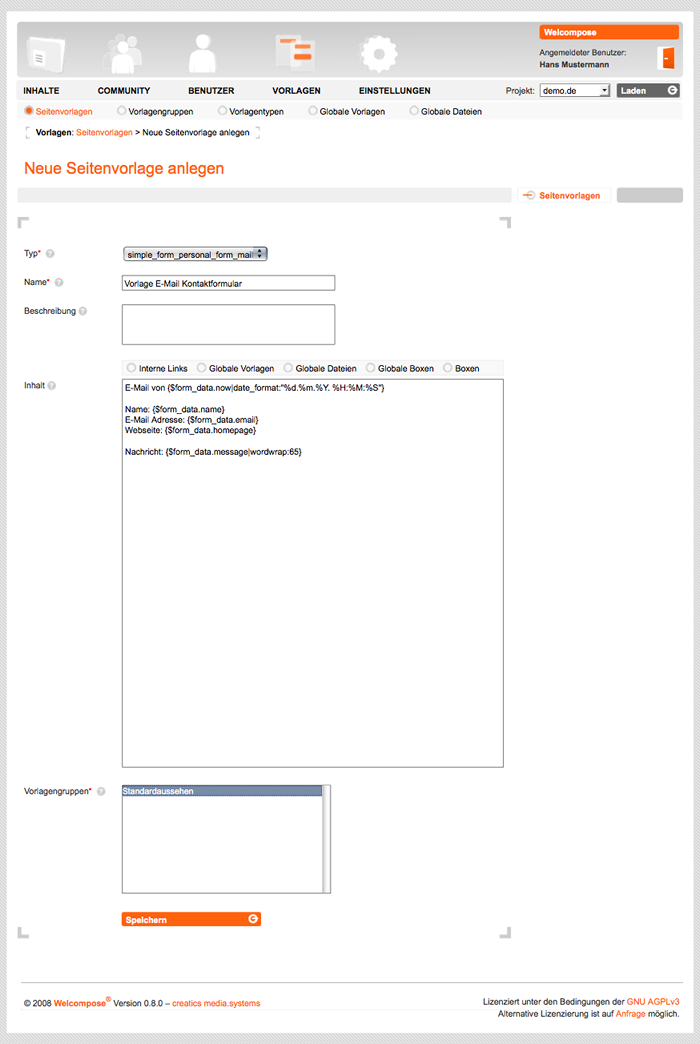 Welcompose
Angemeldeter Benutzer:
Hans Mustermann
INHALTE COMMUNITY BENUTZER VORLAGEN EINSTELLUNGEN Projekt: demo.de Laden
Seitenvorlagen Vorlagengruppen Vorlagentypen Globale Vorlagen Globale Dateien
Vorlagen: Seitenvorlagen > Neue Seitenvorlage anlegen
Neue Seitenvorlage anlegen
Seitenvorlagen
Typ* ? simple_form_personal_form_mail
Name* ? Vorlage E-Mail Kontaktformular
Beschreibung ?
Interne Links Globale Vorlagen Globale Dateien Globale Boxen Boxen
Inhalt ? E-Mail von {$form_data.now|date_format:"%d.%m.%Y. %H:%M:%S"}
Name: {$form_data.name}
E-Mail Adresse: {$form_data.email}
Webseite: {$form_data.homepage}
Nachricht: {$form_data.message|wordwrap:65}
Vorlagengruppen* ? Standardaussehen
Speichern
© 2008 Welcompose® Version 0.8.0 – creatics media.systems
Lizenziert unter den Bedingungen der GNU AGPLv3
Alternative Lizenzierung ist auf Anfrage möglich.